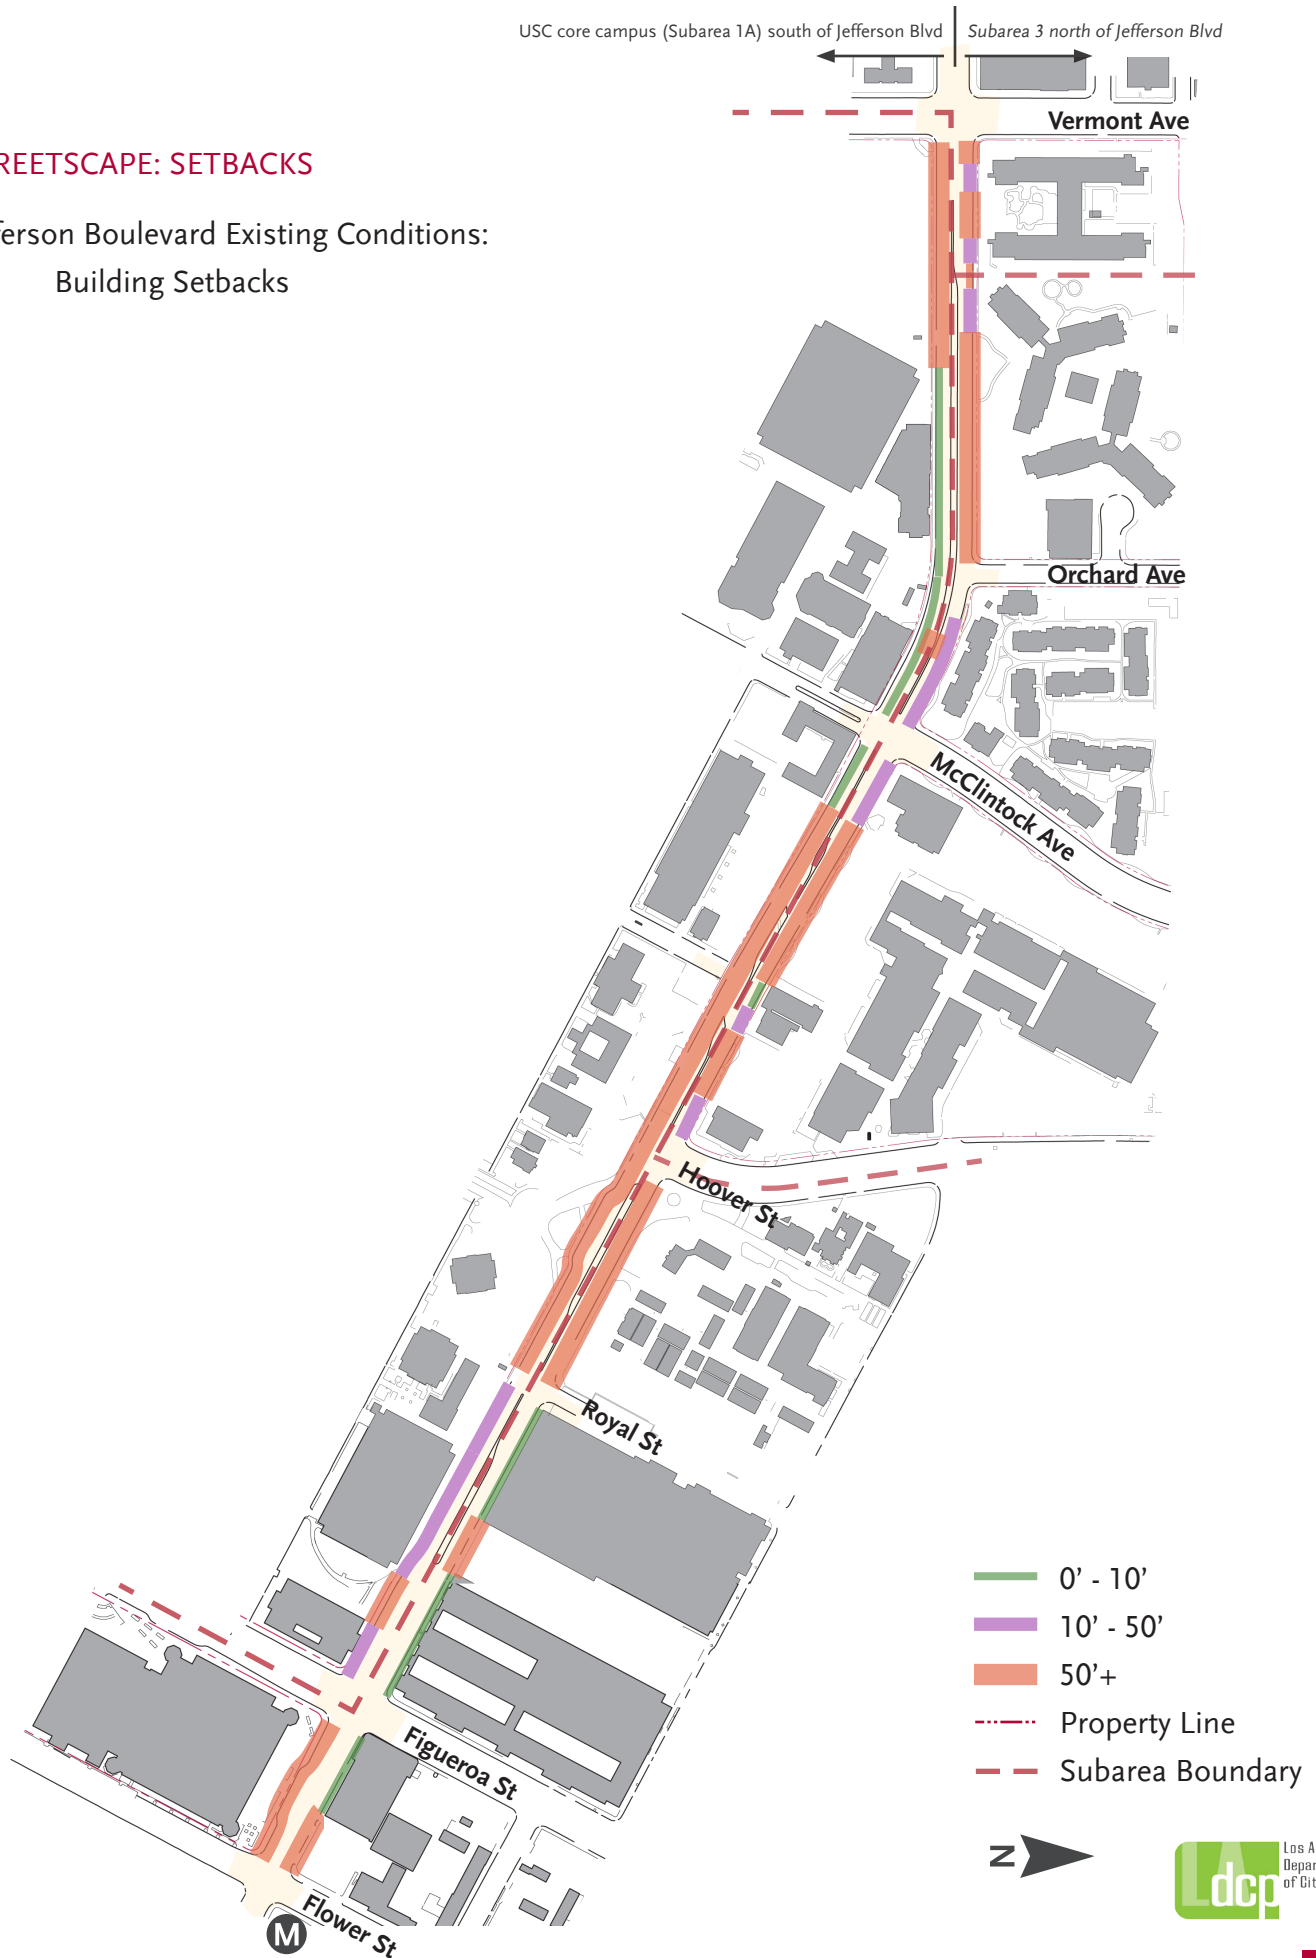 USC core campus (Subarea 1A) south of Jefferson Blvd
Subarea 3 north of Jefferson Blvd
Vermont Ave
REETSCAPE: SETBACKS
ferson Boulevard Existing Conditions:
Building Setbacks
Orchard Ave
McClintock Ave
Hoover St
Royal St
Figueroa St
Flower St
M
0' - 10'
10' - 50'
50'+
Property Line
Subarea Boundary
N
LA
dcp
Los A
Depar
of Cit